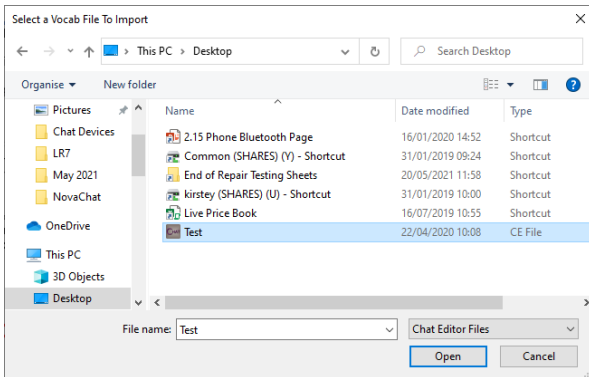 Select a Vocab File To Import
This PC > Desktop
Search Desktop
Organise
New folder
Pictures
Chat Devices
LR7
May 2021
NovaChat
OneDrive
This PC
3D Objects
Desktop
Name Date modified Type
2.15 Phone Bluetooth Page 16/01/2020 14:52 Shortcut
Common (SHARES) (Y) - Shortcut 31/01/2019 09:24 Shortcut
End of Repair Testing Sheets 20/05/2021 11:58 Shortcut
kirstey (SHARES) (U) - Shortcut 31/01/2019 10:00 Shortcut
Live Price Book 16/07/2019 10:55 Shortcut
Test 22/04/2020 10:08 CE File
File name: Test
Chat Editor Files
Open
Cancel